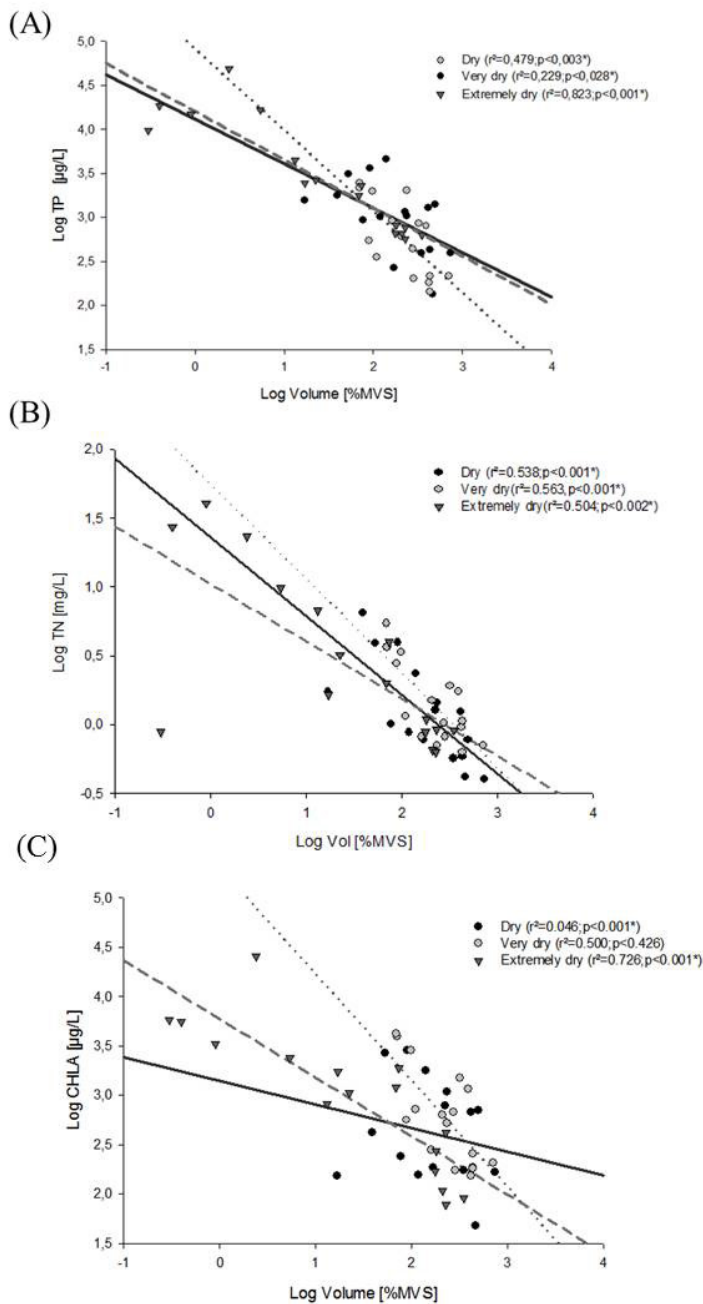 (A)
5,0
4,5
4,0
3,5
3,0
2,5
2,0
1,5
Log TP [µg/L]
Dry (r²=0,479;p<0,003*)
Very dry (r²=0,229;p<0,028*)
Extremely dry (r²=0,823;p<0,001*)
-1 0 1 2 3 4
Log Volume [%MVS]
(B)
2,0
1,5
1,0
0,5
0,0
-0,5
Log TN [mg/L]
Dry (r²=0.538;p<0.001*)
Very dry(r²=0.563;p<0.001*)
Extremely dry(r²=0.504;p<0.002*)
-1 0 1 2 3 4
Log Vol [%MVS]
(C)
5,0
4,5
4,0
3,5
3,0
2,5
2,0
1,5
Log CHLA [µg/L]
Dry (r²=0.046;p<0.001*)
Very dry (r²=0.500;p<0.426)
Extremely dry (r²=0.726;p<0.001*)
-1 0 1 2 3 4
Log Volume [%MVS]